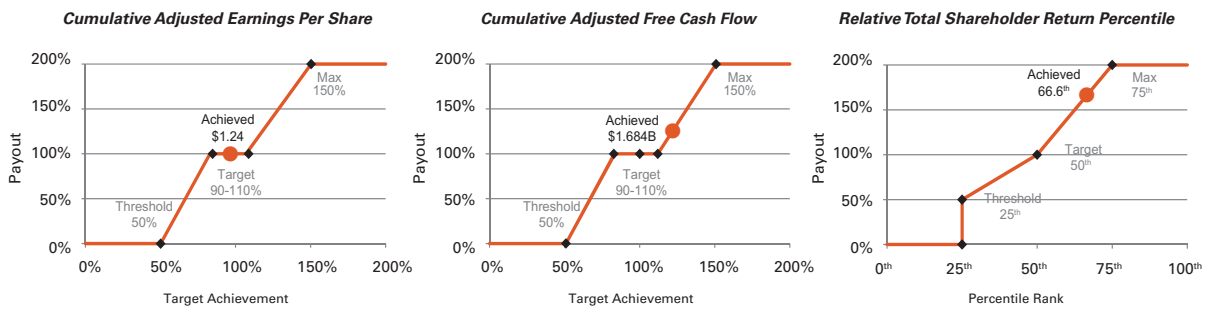 Cumulative Adjusted Earnings Per Share
200%
150%
100%
50%
0%
Payout
Max
150%
Achieved
$1.24
Target
90-110%
Threshold
50%
0%
50%
100%
150%
200%
Target Achievement
Cumulative Adjusted Free Cash Flow
200%
150%
100%
50%
0%
Payout
Max
150%
Achieved
$1.684B
Target
90-110%
Threshold
50%
0%
50%
100%
150%
200%
Target Achievement
Relative Total Shareholder Return Percentile
200%
150%
100%
50%
0%
Payout
Achieved
66.6th
Max
75th
Target
50th
Threshold
25th
0th
25th
50th
75th
100th
Percentile Rank